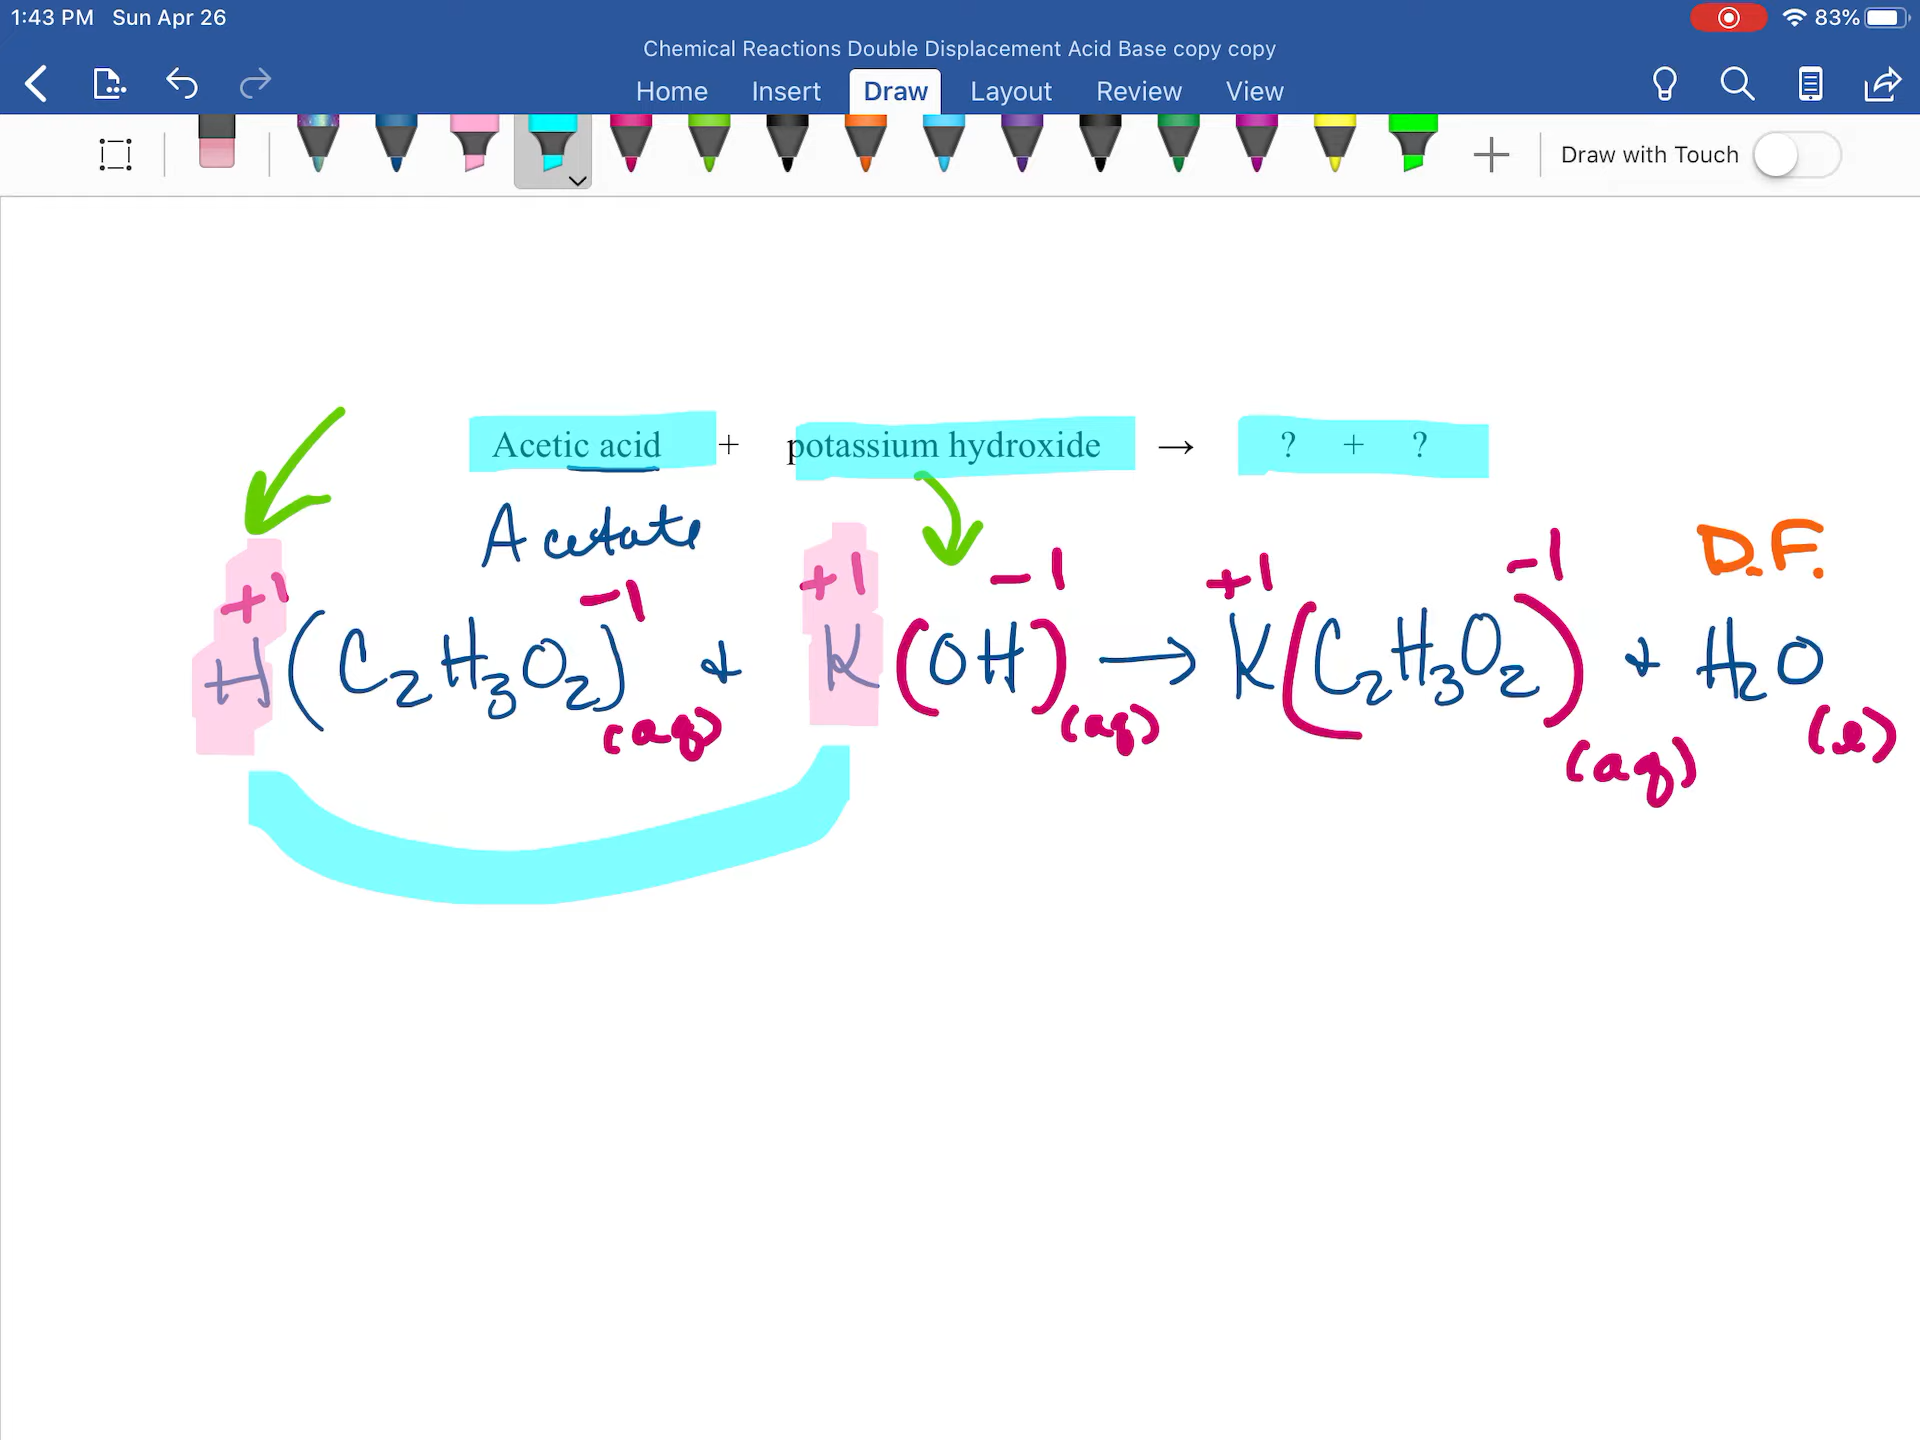 1:43 PM Sun Apr 26 83%
Chemical Reactions Double Displacement Acid Base copy copy
Home Insert Draw Layout Review View
Draw with Touch
Acetic acid + potassium hydroxide → ? + ?
Acetate D.F.
+1 -1 +1 -1 +1 -1
H(C2H3O2) + K(OH) → K(C2H3O2) + H2O
(aq) (aq) (aq) (l)